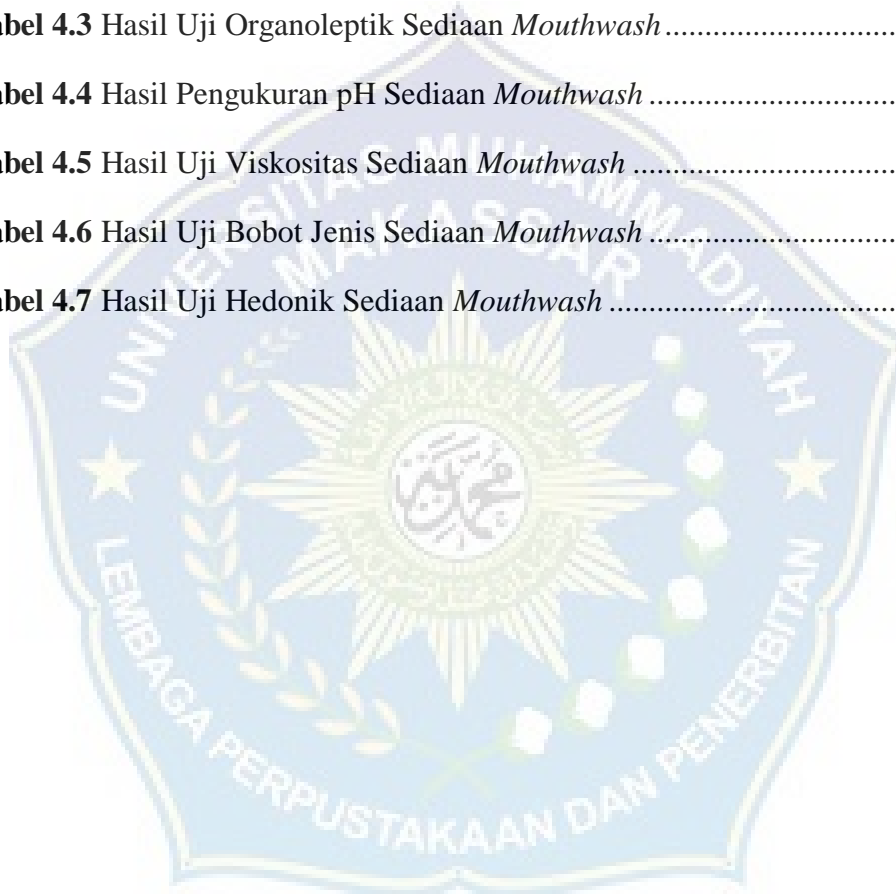 abel 4.3 Hasil Uji Organoleptik Sediaan Mouthwash.................................
abel 4.4 Hasil Pengukuran pH Sediaan Mouthwash.................................
abel 4.5 Hasil Uji Viskositas Sediaan Mouthwash.................................
abel 4.6 Hasil Uji Bobot Jenis Sediaan Mouthwash.................................
abel 4.7 Hasil Uji Hedonik Sediaan Mouthwash.................................
UNIVERSITAS MUHAMMADIYAH
MAKASSAR
LEMBAGA PERPUSTAKAAN DAN PENERBITAN